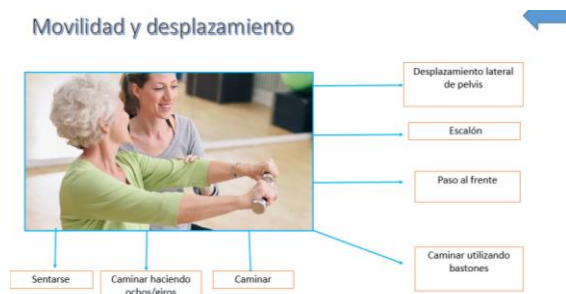 Movilidad y desplazamiento
Desplazamiento lateral
de pelvis
Escalón
Paso al frente
Caminar utilizando
bastones
Sentarse
Caminar haciendo
ochos/giros
Caminar